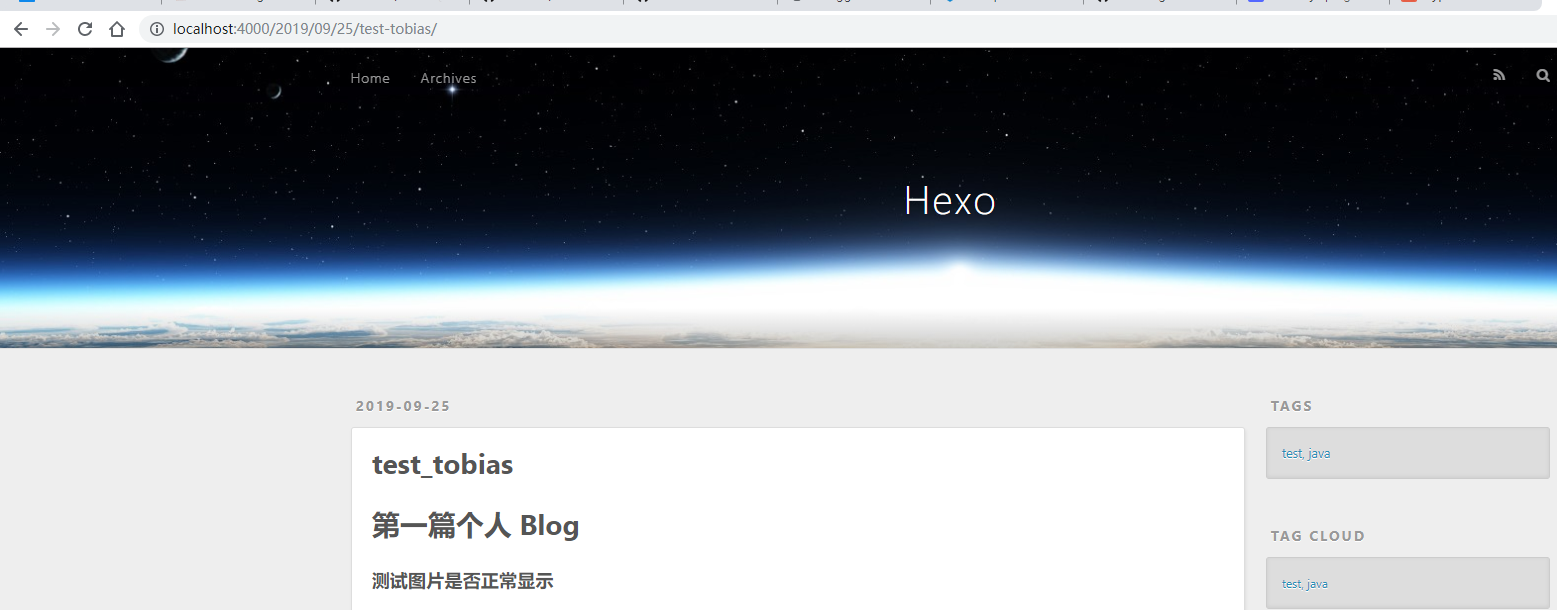 localhost:4000/2019/09/25/test-tobias/
Home Archives
Hexo
2019-09-25
test_tobias
第一篇个人 Blog
测试图片是否正常显示
TAGS
test, java
TAG CLOUD
test, java